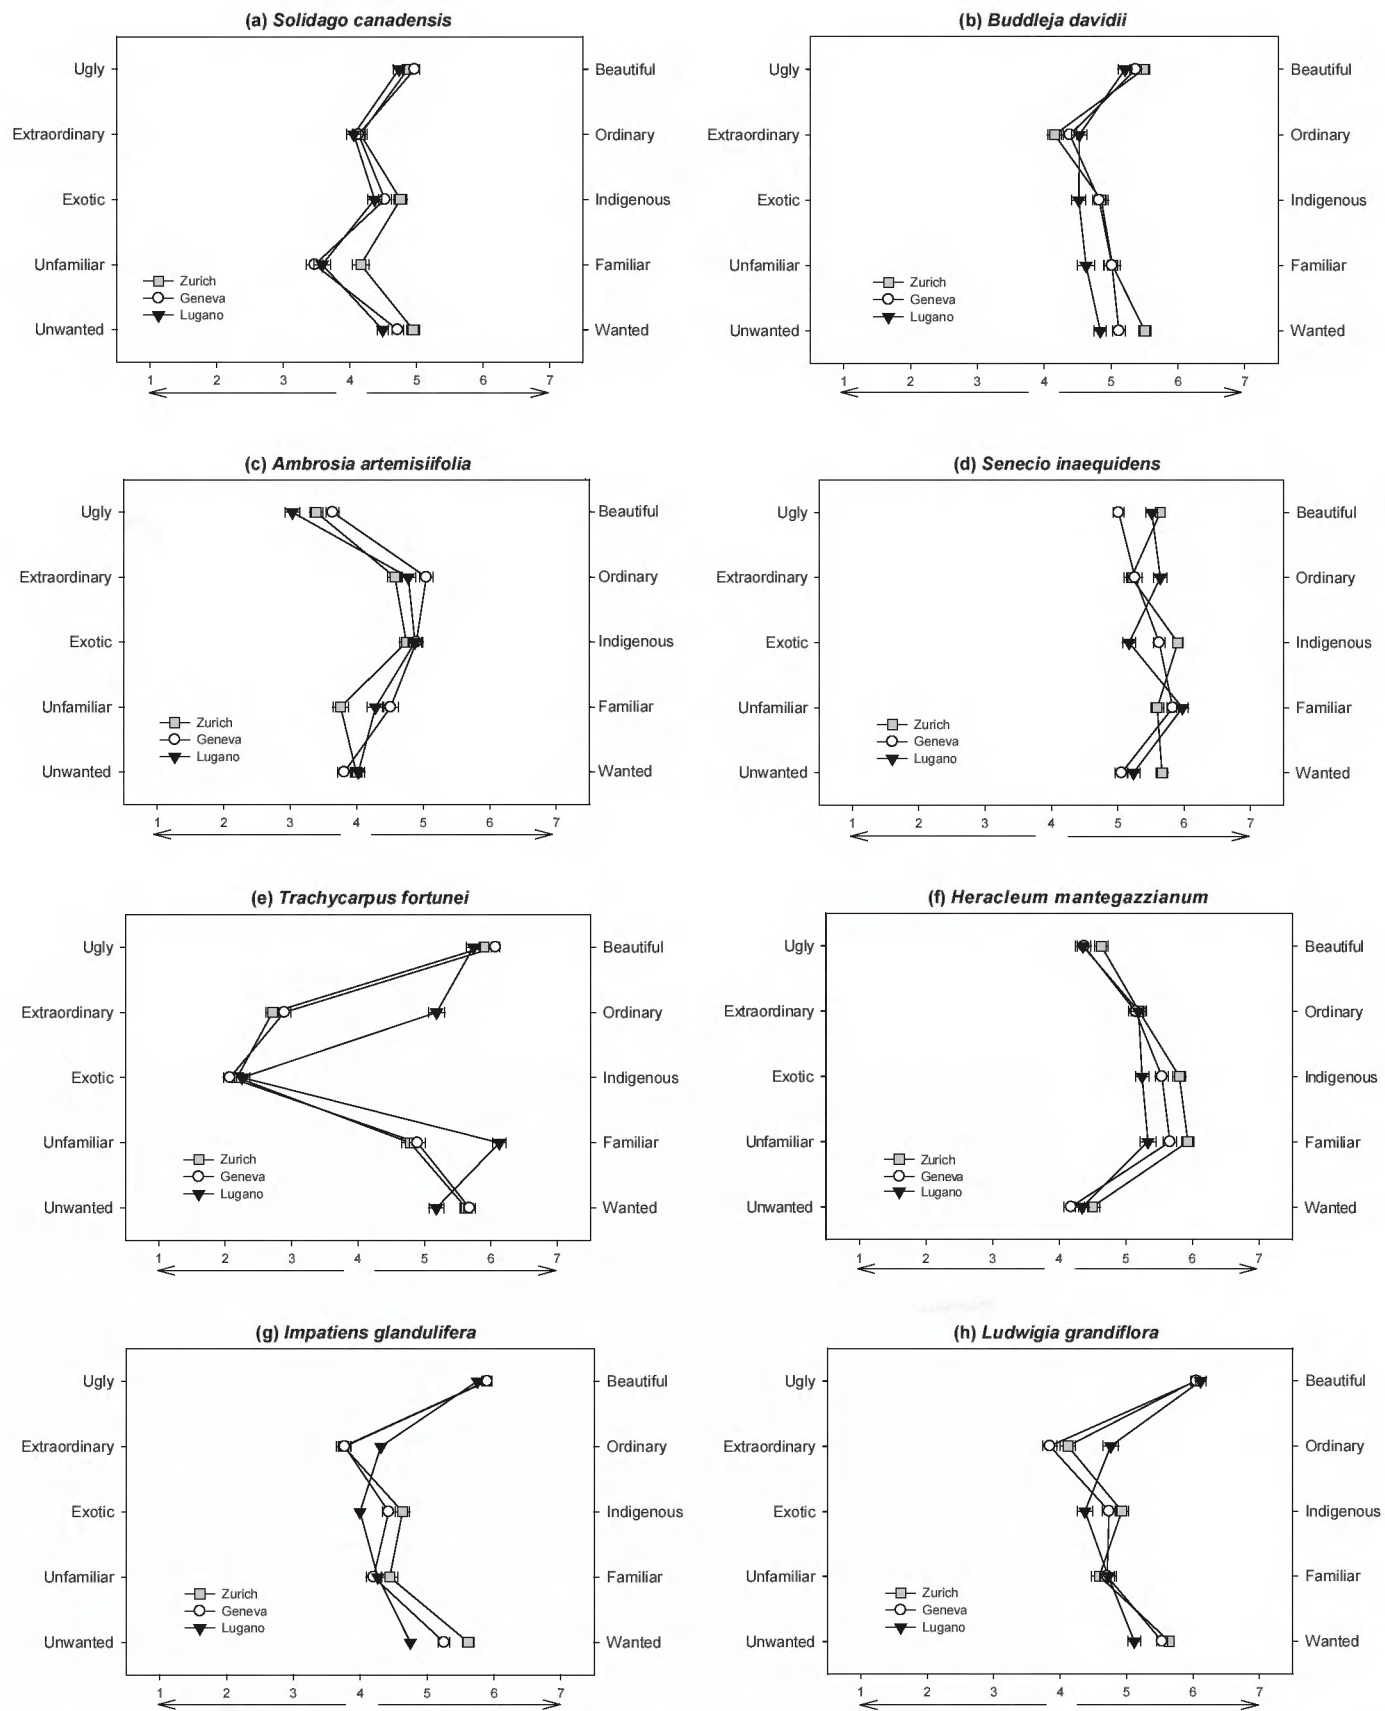 (a) Solidago canadensis
Ugly Beautiful
Extraordinary Ordinary
Exotic Indigenous
Unfamiliar Familiar
Zurich
Geneva
Lugano
Unwanted Wanted
1 2 3 4 5 6 7
(b) Buddleja davidii
Ugly Beautiful
Extraordinary Ordinary
Exotic Indigenous
Unfamiliar Familiar
Zurich
Geneva
Lugano
Unwanted Wanted
1 2 3 4 5 6 7
(c) Ambrosia artemisiifolia
Ugly Beautiful
Extraordinary Ordinary
Exotic Indigenous
Unfamiliar Familiar
Zurich
Geneva
Lugano
Unwanted Wanted
1 2 3 4 5 6 7
(d) Senecio inaequidens
Ugly Beautiful
Extraordinary Ordinary
Exotic Indigenous
Unfamiliar Familiar
Zurich
Geneva
Lugano
Unwanted Wanted
1 2 3 4 5 6 7
(e) Trachycarpus fortunei
Ugly Beautiful
Extraordinary Ordinary
Exotic Indigenous
Unfamiliar Familiar
Zurich
Geneva
Lugano
Unwanted Wanted
1 2 3 4 5 6 7
(f) Heracleum mantegazzianum
Ugly Beautiful
Extraordinary Ordinary
Exotic Indigenous
Unfamiliar Familiar
Zurich
Geneva
Lugano
Unwanted Wanted
1 2 3 4 5 6 7
(g) Impatiens glandulifera
Ugly Beautiful
Extraordinary Ordinary
Exotic Indigenous
Unfamiliar Familiar
Zurich
Geneva
Lugano
Unwanted Wanted
1 2 3 4 5 6 7
(h) Ludwigia grandiflora
Ugly Beautiful
Extraordinary Ordinary
Exotic Indigenous
Unfamiliar Familiar
Zurich
Geneva
Lugano
Unwanted Wanted
1 2 3 4 5 6 7